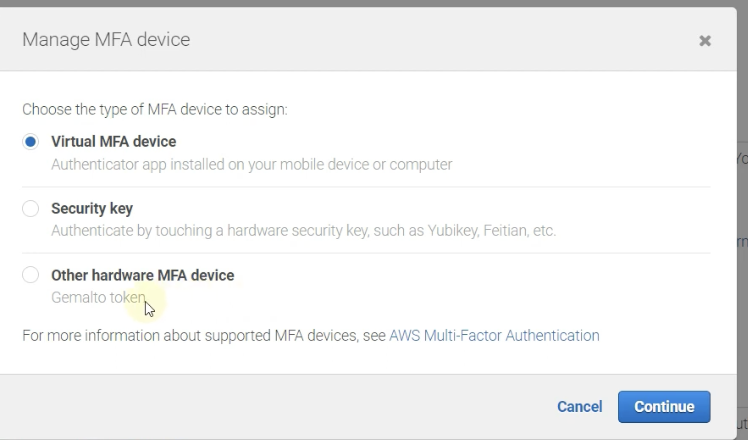 Manage MFA device
Choose the type of MFA device to assign:
Virtual MFA device
Authenticator app installed on your mobile device or computer
Security key
Authenticate by touching a hardware security key, such as Yubikey, Feitian, etc.
Other hardware MFA device
Gemalto token
For more information about supported MFA devices, see AWS Multi-Factor Authentication
Cancel Continue